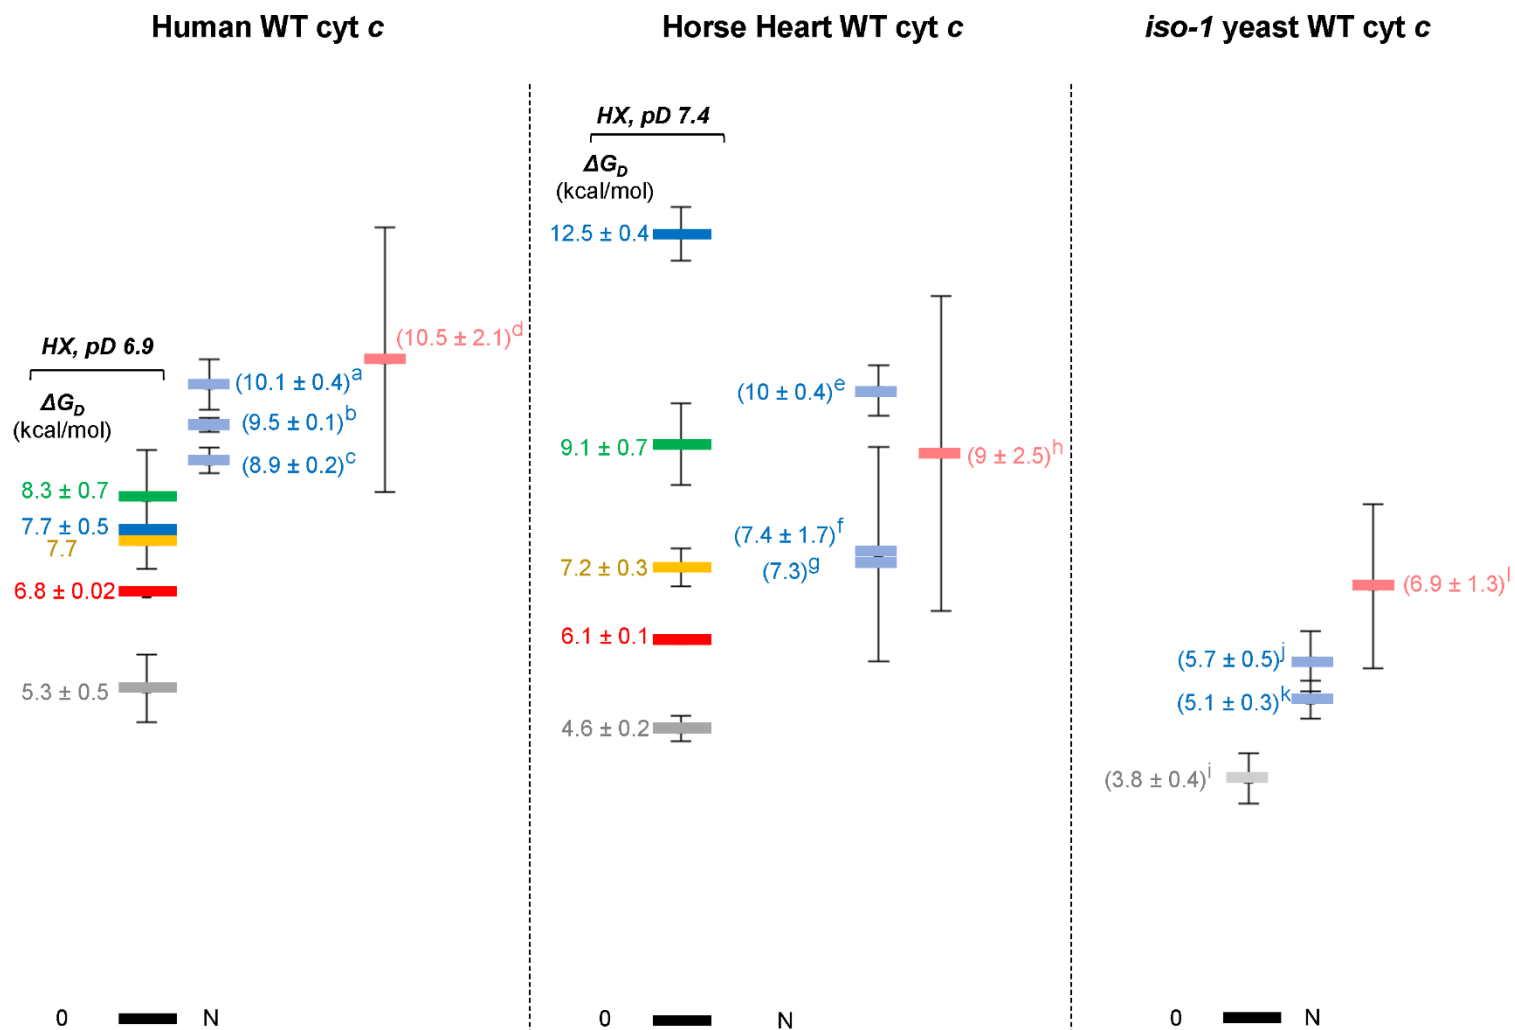 Human WT cyt c
Horse Heart WT cyt c
iso-1 yeast WT cyt c
HX, pD 6.9
ΔG_D
(kcal/mol)
(10.5 ± 2.1)^d
(10.1 ± 0.4)^a
(9.5 ± 0.1)^b
(8.9 ± 0.2)^c
8.3 ± 0.7
7.7 ± 0.5
7.7
6.8 ± 0.02
5.3 ± 0.5
0 N
HX, pD 7.4
ΔG_D
(kcal/mol)
12.5 ± 0.4
(10 ± 0.4)^e
9.1 ± 0.7
(9 ± 2.5)^h
(7.4 ± 1.7)^f
(7.3)^g
7.2 ± 0.3
6.1 ± 0.1
4.6 ± 0.2
0 N
(6.9 ± 1.3)^l
(5.7 ± 0.5)^j
(5.1 ± 0.3)^k
(3.8 ± 0.4)^i
0 N